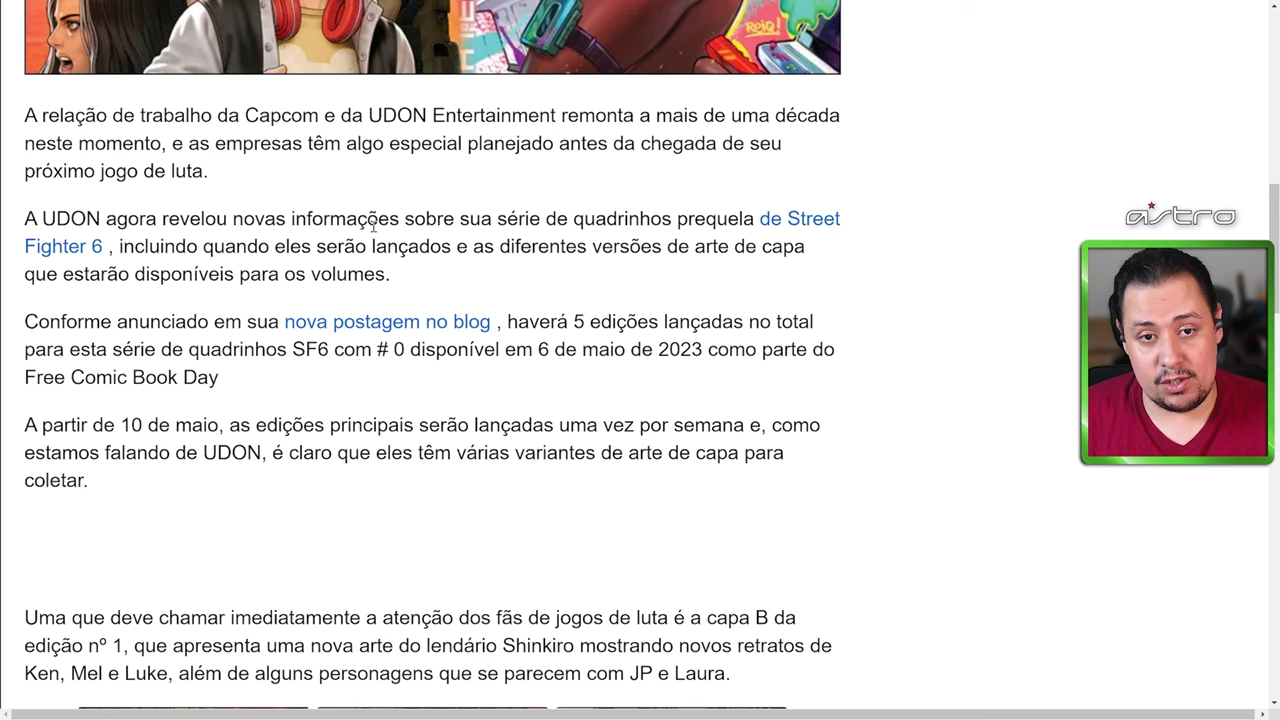 Reiq!
A relação de trabalho da Capcom e da UDON Entertainment remonta a mais de uma década
neste momento, e as empresas têm algo especial planejado antes da chegada de seu
próximo jogo de luta.
A UDON agora revelou novas informações sobre sua série de quadrinhos prequela de Street
Fighter 6 , incluindo quando eles serão lançados e as diferentes versões de arte de capa
que estarão disponíveis para os volumes.
astro
Conforme anunciado em sua nova postagem no blog , haverá 5 edições lançadas no total
para esta série de quadrinhos SF6 com # 0 disponível em 6 de maio de 2023 como parte do
Free Comic Book Day
A partir de 10 de maio, as edições principais serão lançadas uma vez por semana e, como
estamos falando de UDON, é claro que eles têm várias variantes de arte de capa para
coletar.
Uma que deve chamar imediatamente a atenção dos fãs de jogos de luta é a capa B da
edição nº 1, que apresenta uma nova arte do lendário Shinkiro mostrando novos retratos de
Ken, Mel e Luke, além de alguns personagens que se parecem com JP e Laura.